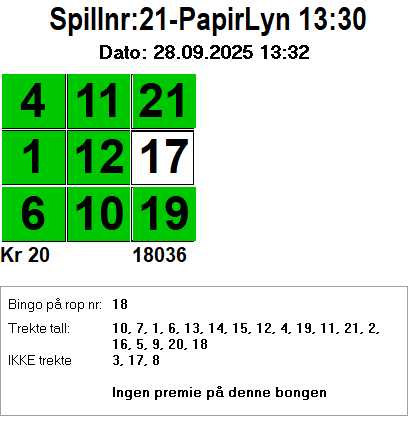 Spillnr:21-PapirLyn 13:30
Dato: 28.09.2025 13:32
4 11 21
1 12 17
6 10 19
Kr 20 18036
Bingo på rop nr: 18
Trekte tall: 10, 7, 1, 6, 13, 14, 15, 12, 4, 19, 11, 21, 2,
16, 5, 9, 20, 18
IKKE trekte 3, 17, 8
Ingen premie på denne bongen